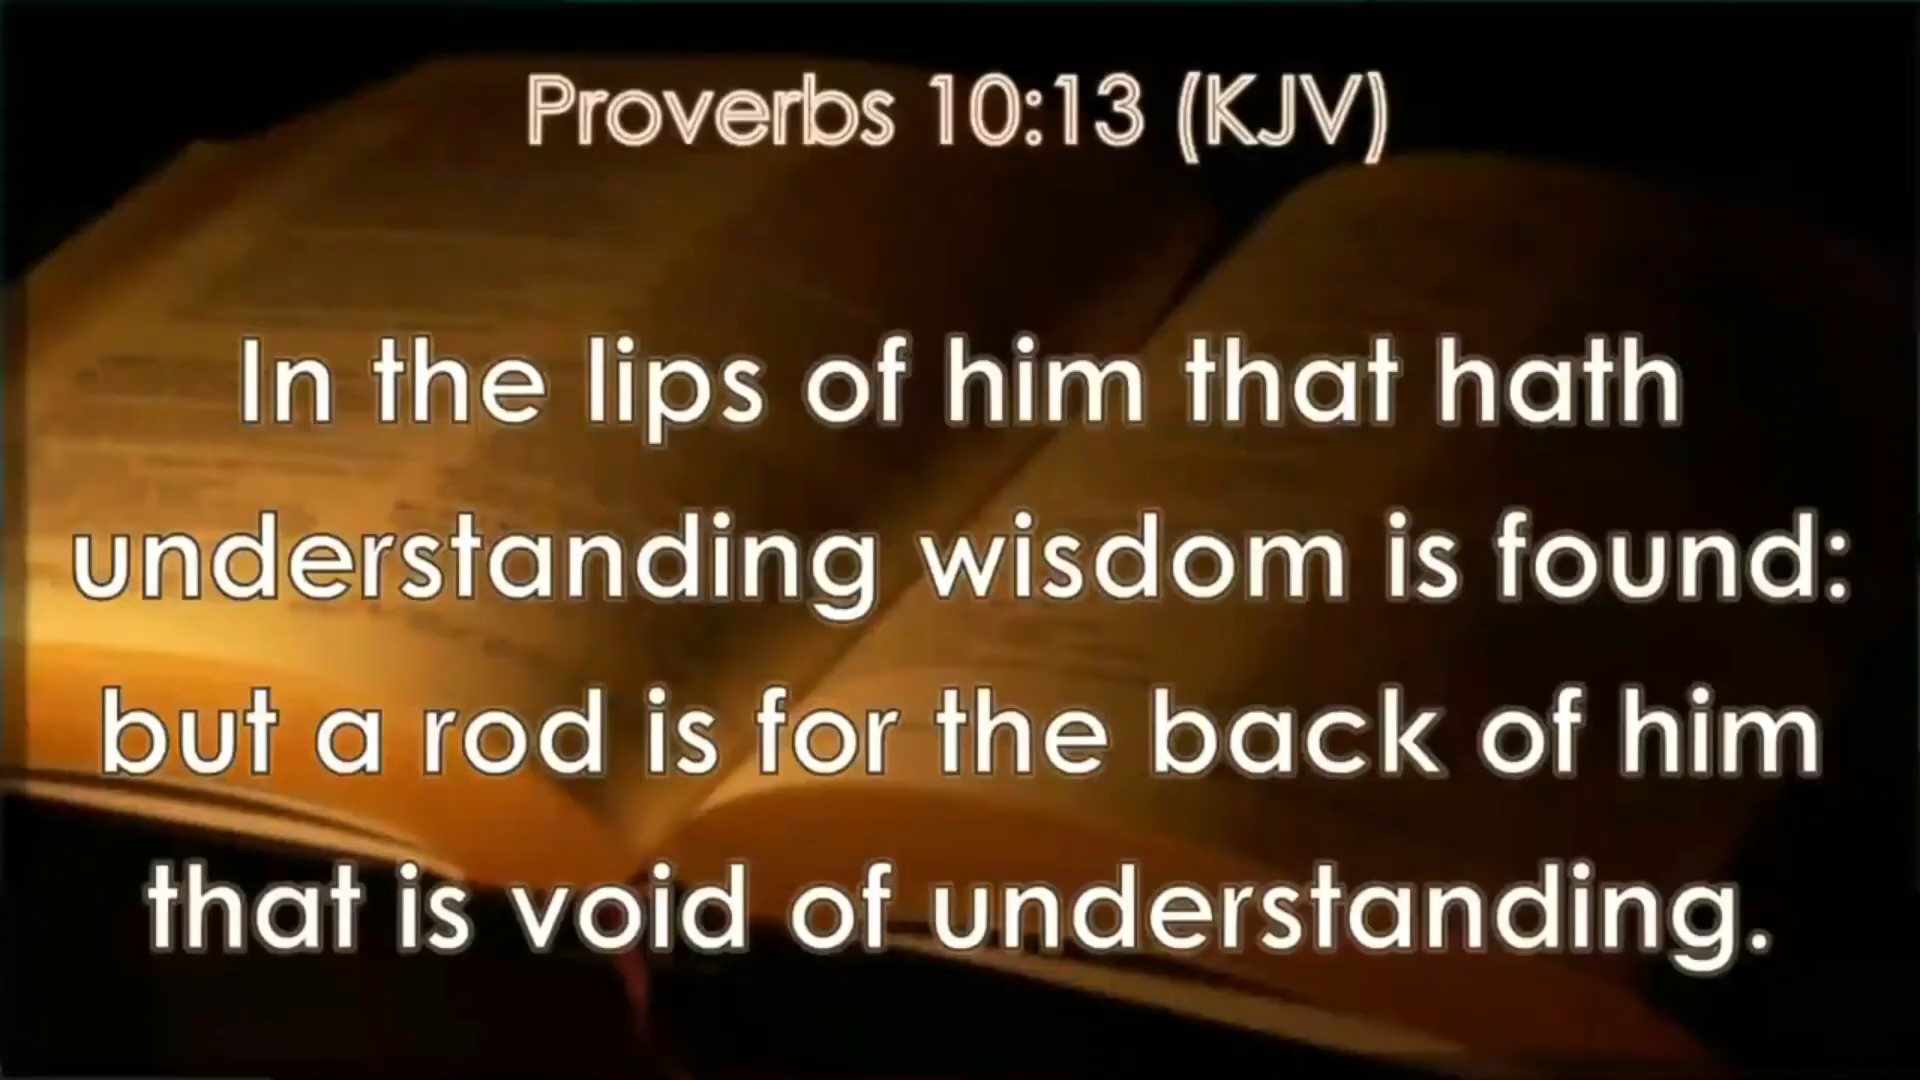 Proverbs 10:13 (KJV)
In the lips of him that hath
understanding wisdom is found:
but a rod is for the back of him
that is void of understanding.